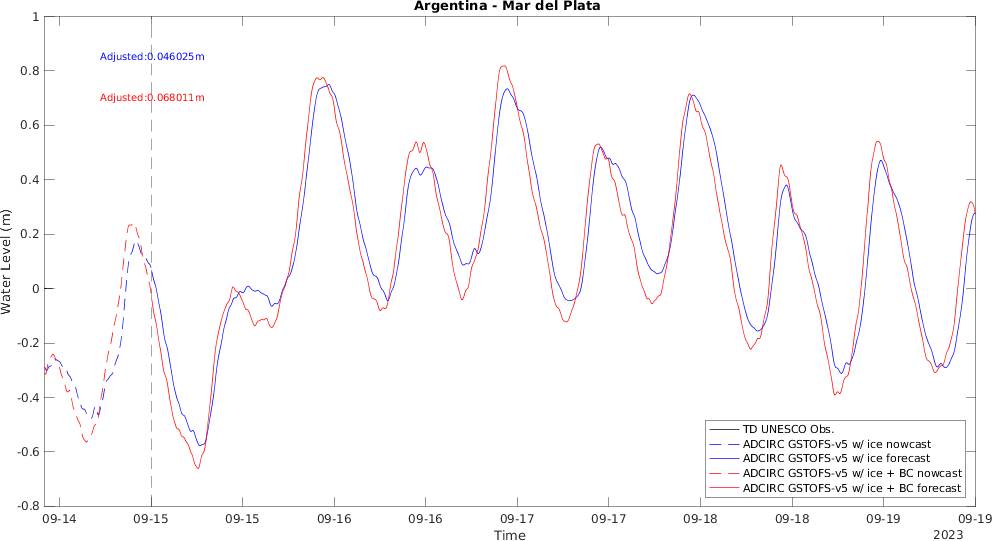 Argentina - Mar del Plata
1
0.8
0.6
0.4
0.2
0
-0.2
-0.4
-0.6
-0.8
Water Level (m)
Adjusted:0.046025m
Adjusted:0.068011m
TD UNESCO Obs.
ADCIRC GSTOFS-v5 w/ ice nowcast
ADCIRC GSTOFS-v5 w/ ice forecast
ADCIRC GSTOFS-v5 w/ ice + BC nowcast
ADCIRC GSTOFS-v5 w/ ice + BC forecast
09-14 09-15 09-15 09-16 09-16 09-17 09-17 09-18 09-18 09-19 09-19
Time
2023